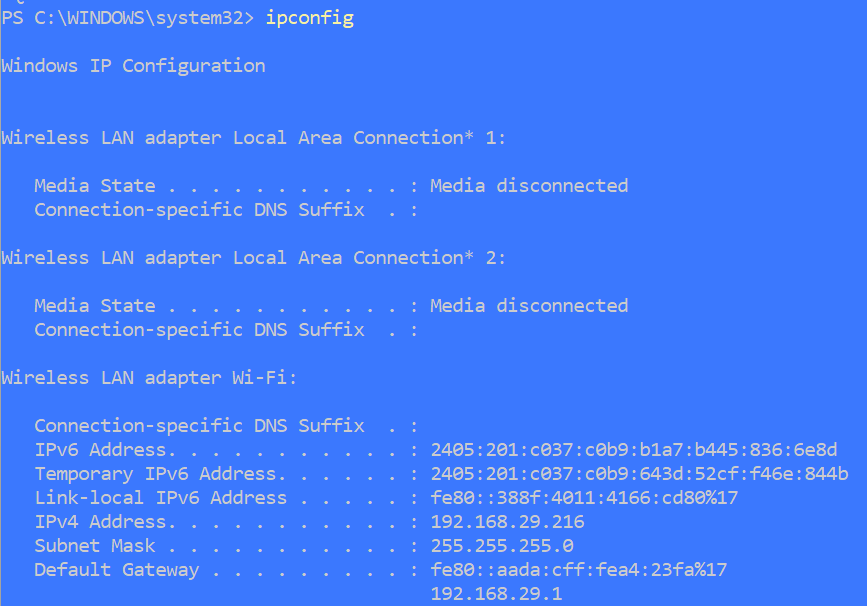 PS C:\WINDOWS\system32> ipconfig
Windows IP Configuration
Wireless LAN adapter Local Area Connection* 1:
Media State . . . . . . . . . . . : Media disconnected
Connection-specific DNS Suffix  . :
Wireless LAN adapter Local Area Connection* 2:
Media State . . . . . . . . . . . : Media disconnected
Connection-specific DNS Suffix  . :
Wireless LAN adapter Wi-Fi:
Connection-specific DNS Suffix  . :
IPv6 Address. . . . . . . . . . . : 2405:201:c037:c0b9:b1a7:b445:836:6e8d
Temporary IPv6 Address. . . . . . : 2405:201:c037:c0b9:643d:52cf:f46e:844b
Link-local IPv6 Address . . . . . : fe80::388f:4011:4166:cd80%17
IPv4 Address. . . . . . . . . . . : 192.168.29.216
Subnet Mask . . . . . . . . . . . : 255.255.255.0
Default Gateway . . . . . . . . . : fe80::aada:cff:fea4:23fa%17
192.168.29.1